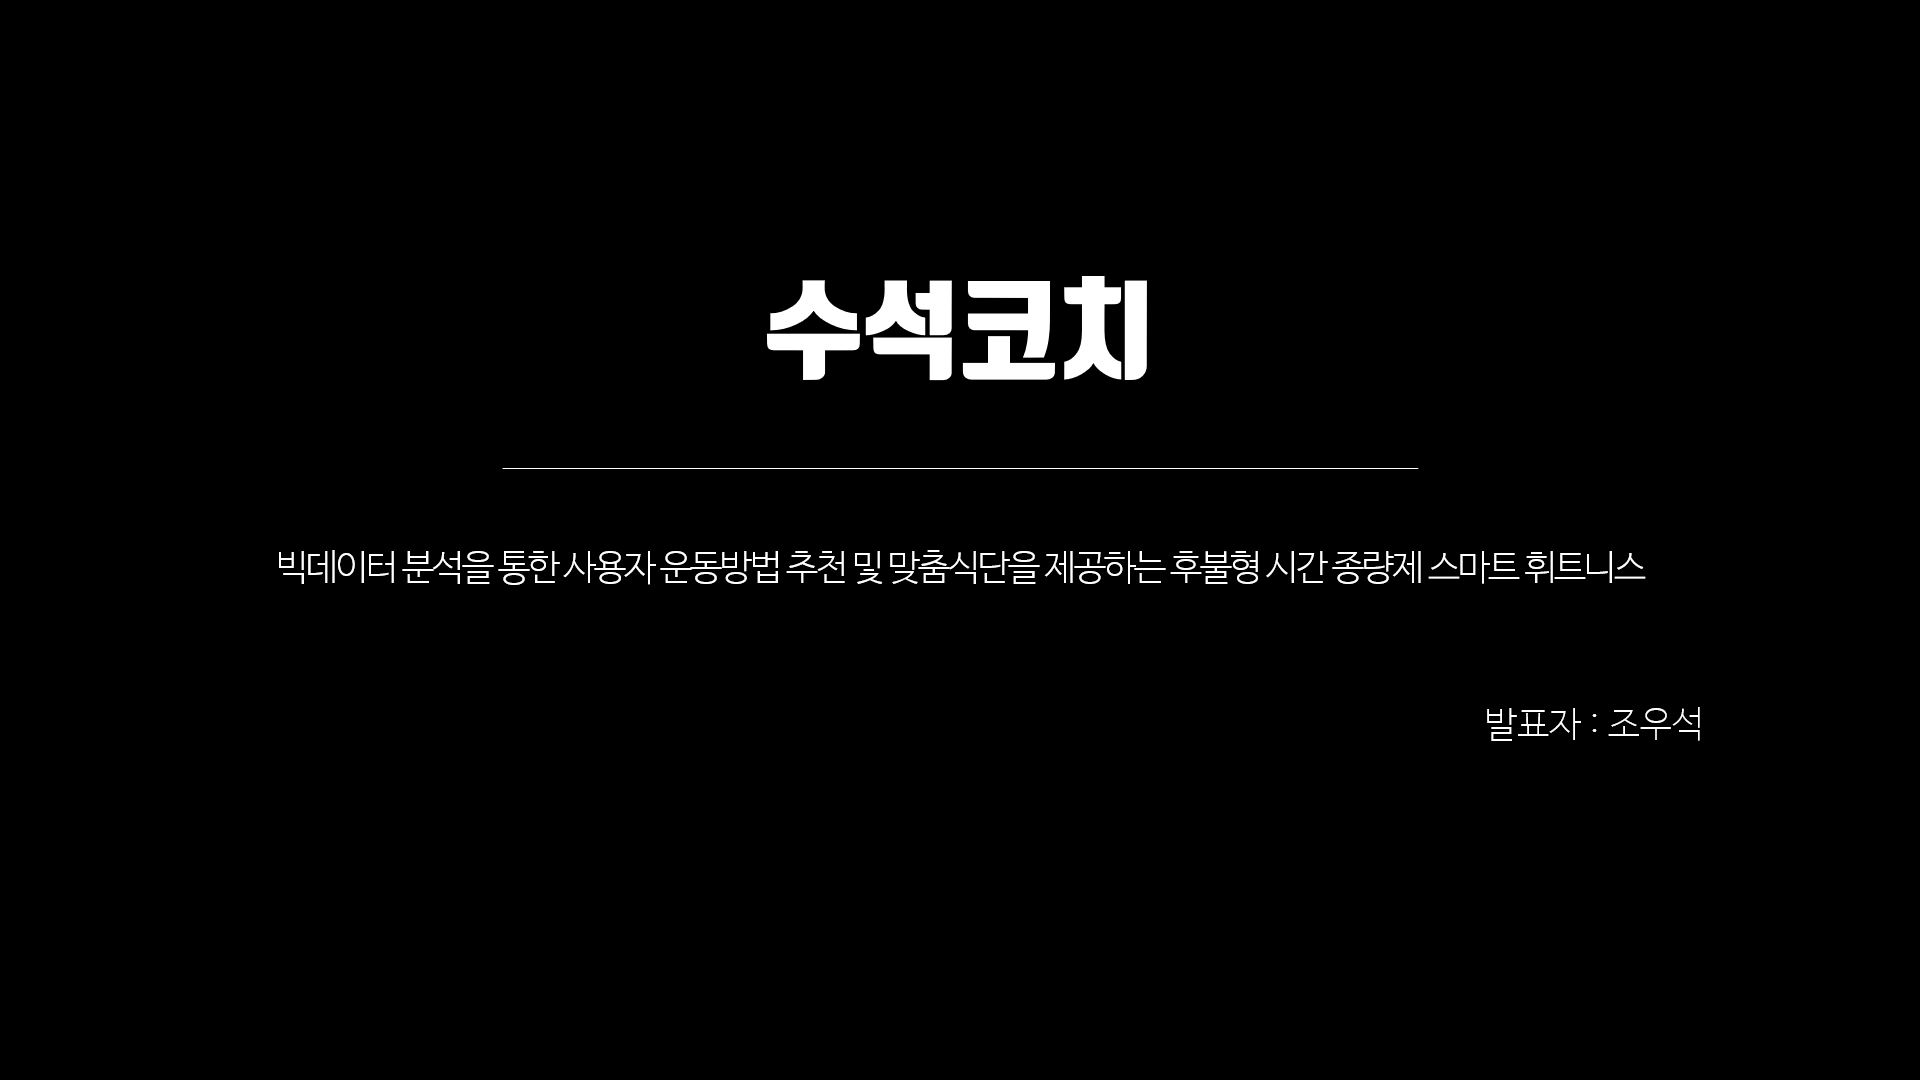 수석코치
빅데이터 분석을 통한 사용자 운동방법 추천 및 맞춤식단을 제공하는 후불형 시간 종량제 스마트 휘트니스
발표자 : 조우석